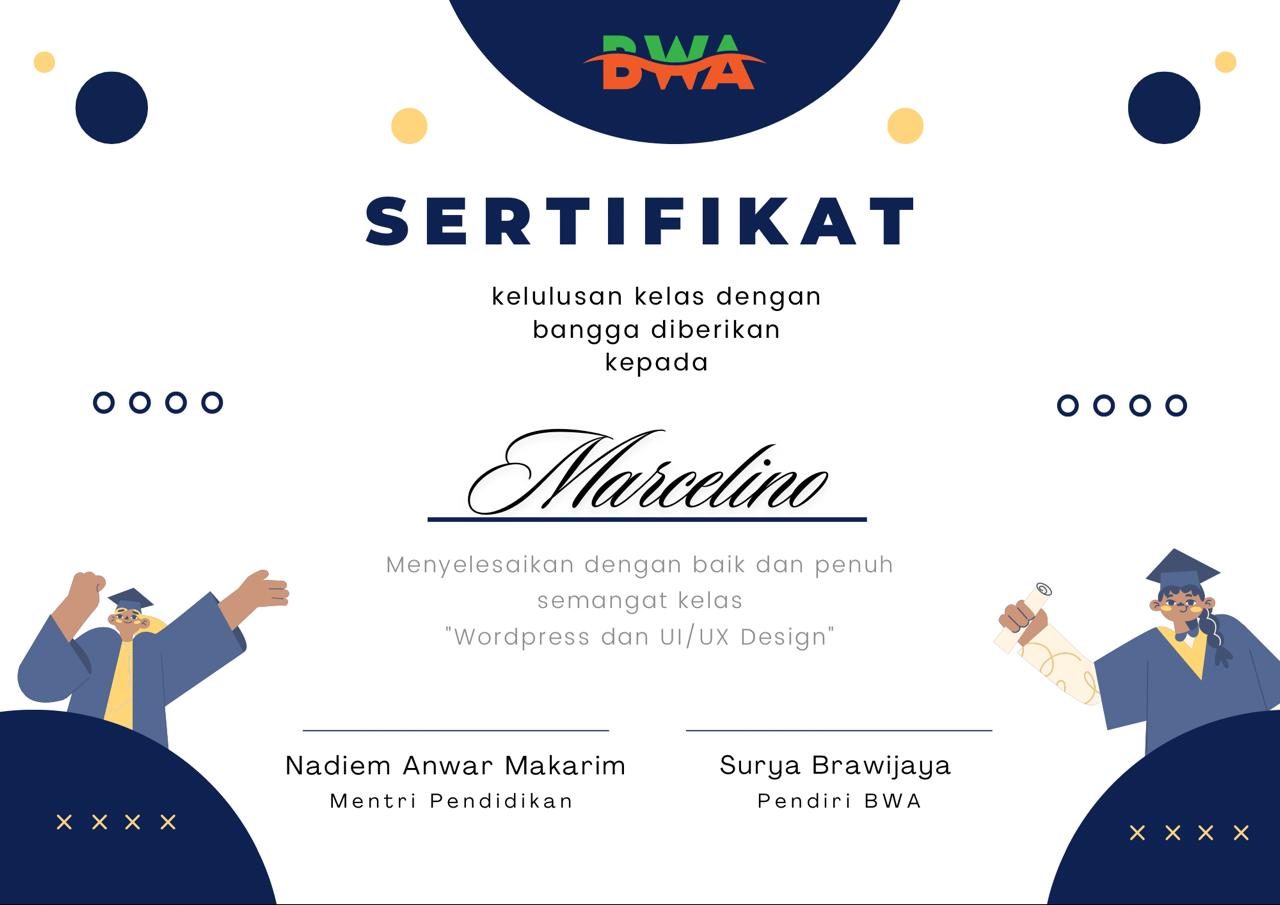 BWA
SERTIFIKAT
kelulusan kelas dengan
bangga diberikan
kepada
Marcelino
Menyelesaikan dengan baik dan penuh
semangat kelas
"Wordpress dan UI/UX Design"
Nadiem Anwar Makarim
Mentri Pendidikan
Surya Brawijaya
Pendiri BWA